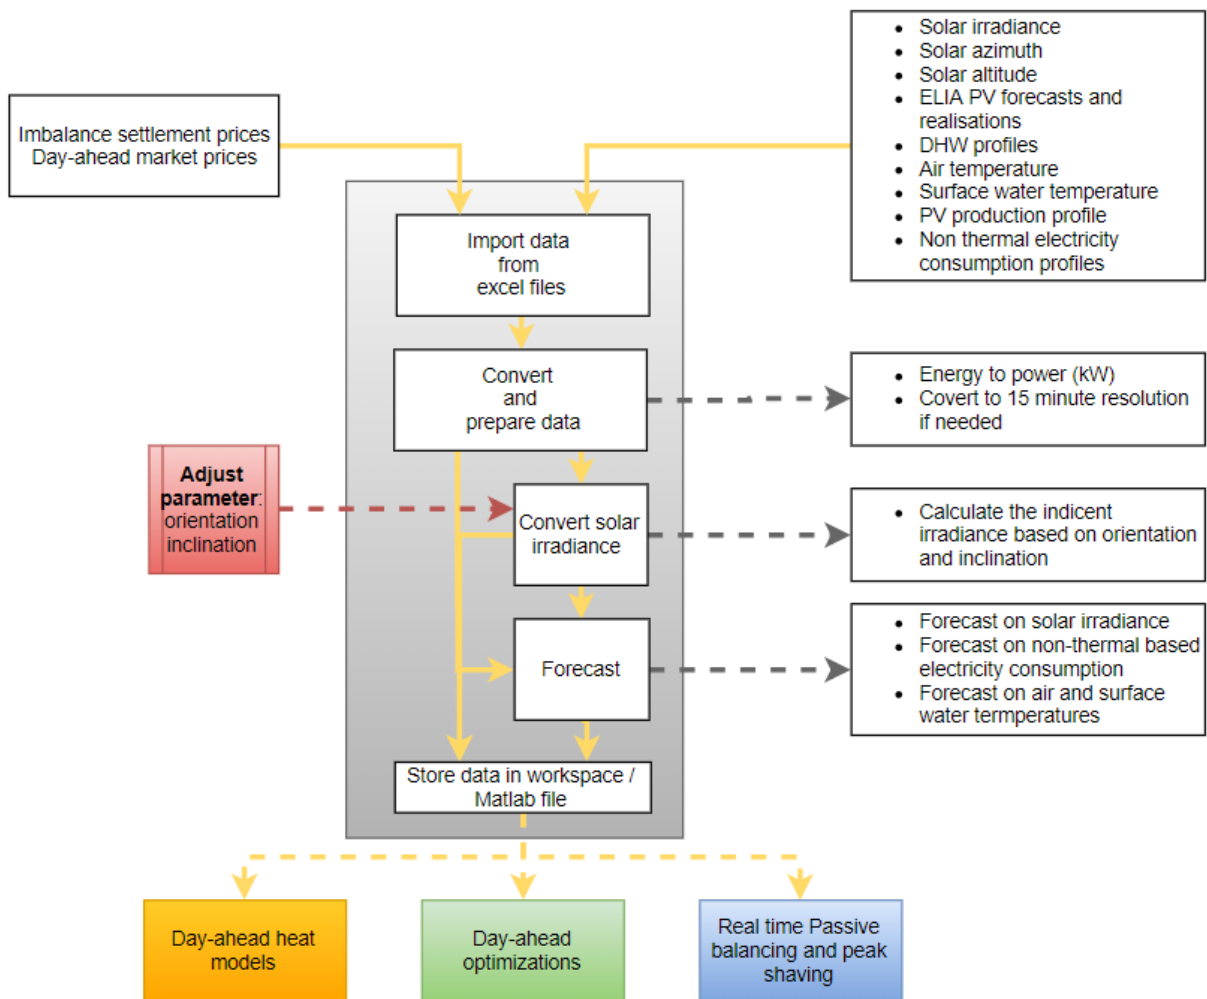 Solar irradiance
Solar azimuth
Solar altitude
ELIA PV forecasts and
realisations
DHW profiles
Air temperature
Surface water temperature
PV production profile
Non thermal electricity
consumption profiles
Imbalance settlement prices
Day-ahead market prices
Import data
from
excel files
Convert
and
prepare data
Energy to power (kW)
Covert to 15 minute resolution
if needed
Adjust
parameter:
orientation
inclination
Convert solar
irradiance
Calculate the indicent
irradiance based on orientation
and inclination
Forecast
Forecast on solar irradiance
Forecast on non-thermal based
electricity consumption
Forecast on air and surface
water termperatures
Store data in workspace /
Matlab file
Day-ahead heat
models
Day-ahead
optimizations
Real time Passive
balancing and peak
shaving